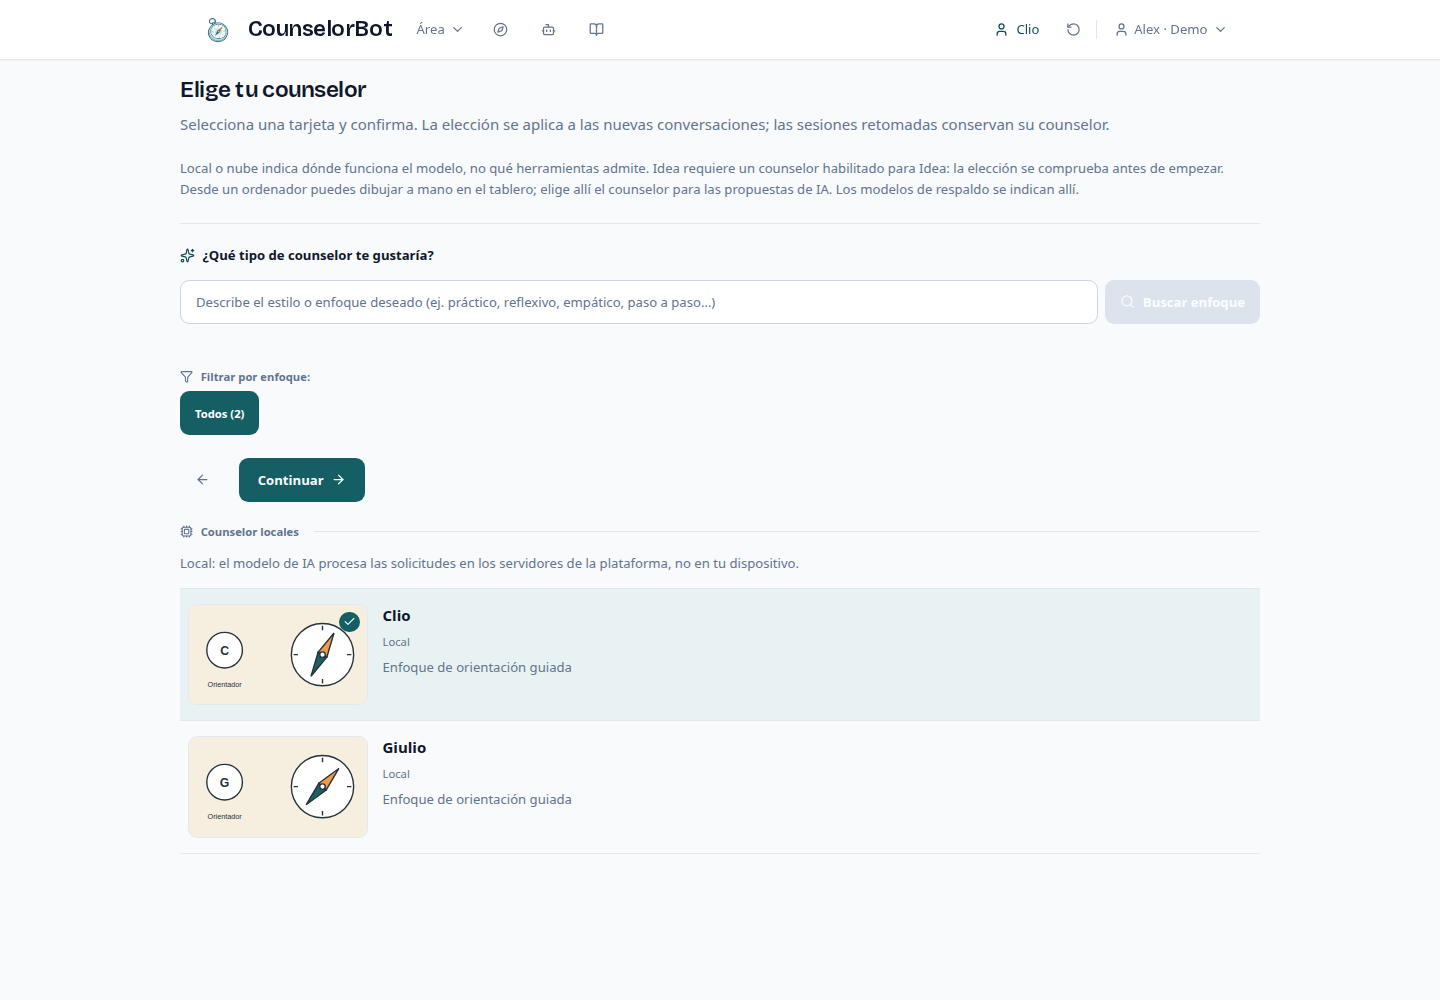 CounselorBot
Área
Clio
Alex · Demo
Elige tu counselor
Selecciona una tarjeta y confirma. La elección se aplica a las nuevas conversaciones; las sesiones retomadas conservan su counselor.
Local o nube indica dónde funciona el modelo, no qué herramientas admite. Idea requiere un counselor habilitado para Idea: la elección se comprueba antes de empezar.
Desde un ordenador puedes dibujar a mano en el tablero; elige allí el counselor para las propuestas de IA. Los modelos de respaldo se indican allí.
¿Qué tipo de counselor te gustaría?
Describe el estilo o enfoque deseado (ej. práctico, reflexivo, empático, paso a paso...)
Buscar enfoque
Filtrar por enfoque:
Todos (2)
Continuar
Counselor locales
Local: el modelo de IA procesa las solicitudes en los servidores de la plataforma, no en tu dispositivo.
C
Orientador
Clio
Local
Enfoque de orientación guiada
G
Orientador
Giulio
Local
Enfoque de orientación guiada